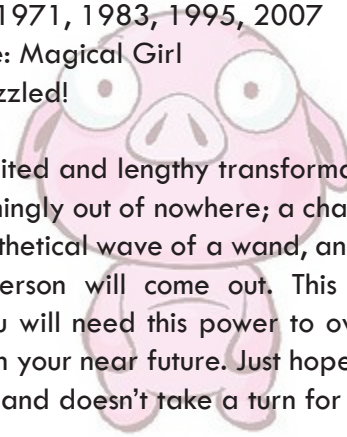 1971, 1983, 1995, 2007
: Magical Girl
zzled!
ited and lengthy transforma
ningly out of nowhere; a cha
thetical wave of a wand, an
erson will come out. This
u will need this power to ov
n your near future. Just hope
and doesn't take a turn for